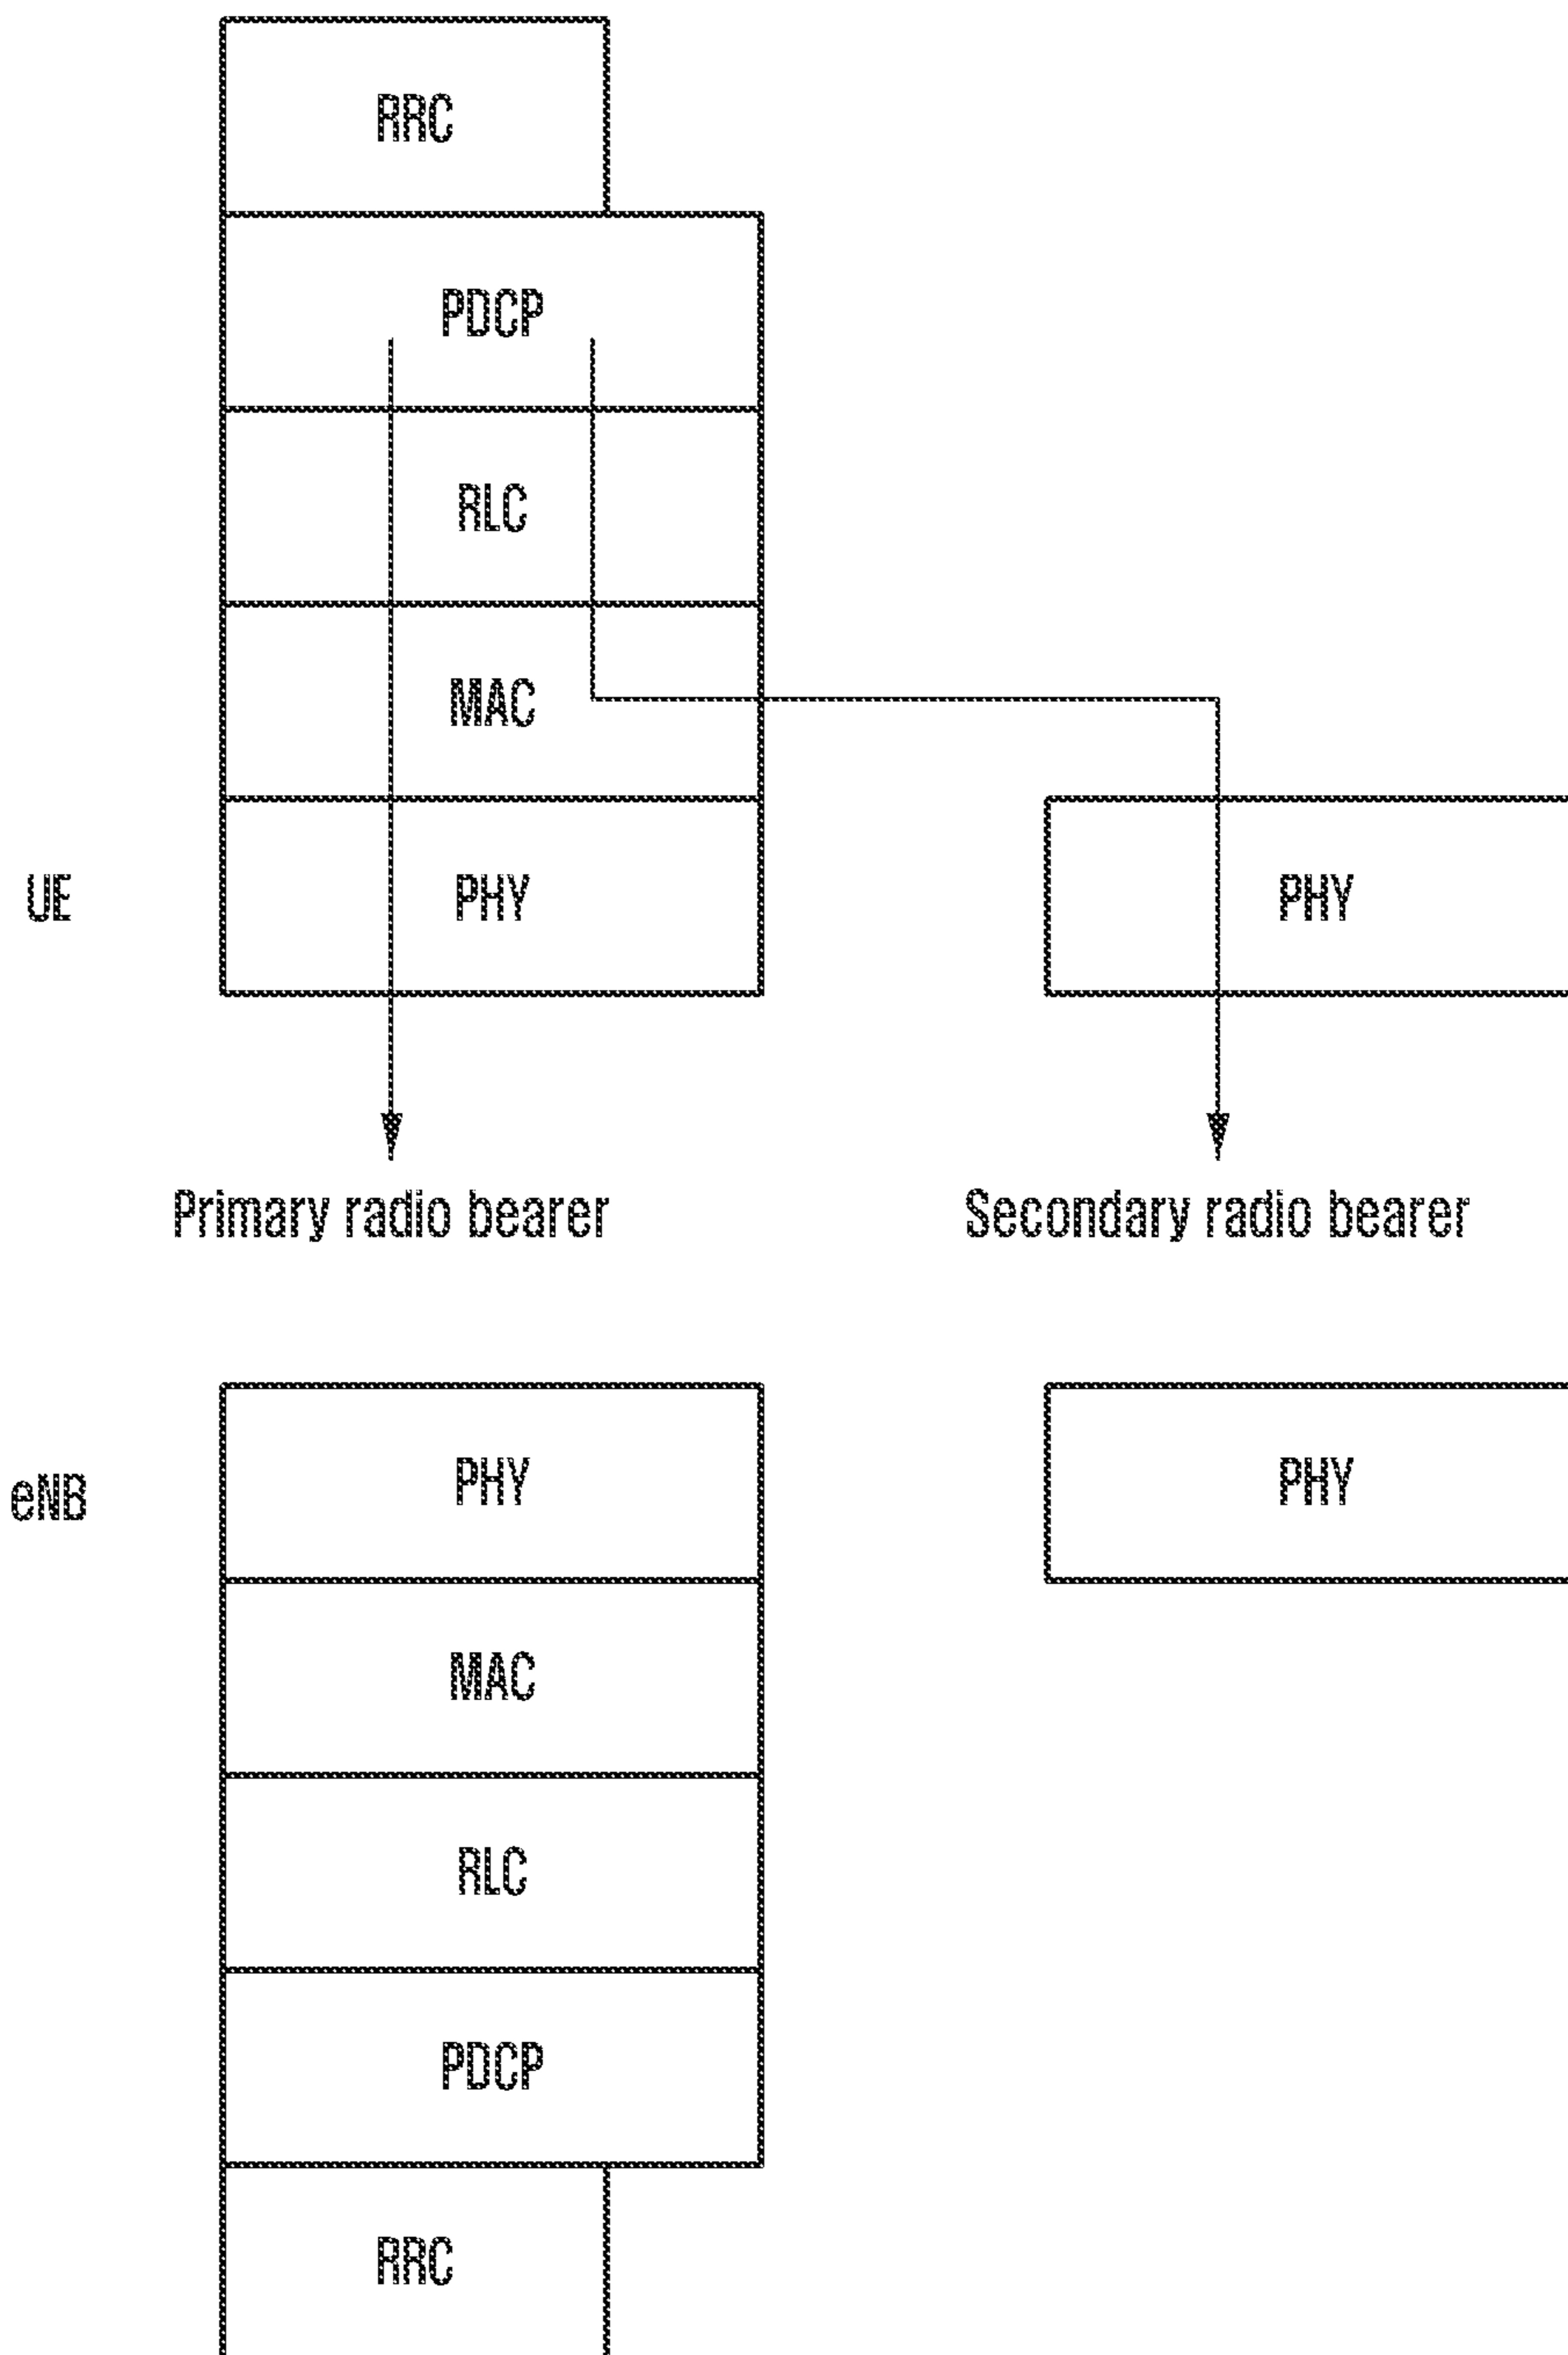 RRC
PDCP
RLC
MAC
UE
PHY
PHY
Primary radio bearer
Secondary radio bearer
eNB
PHY
PHY
MAC
RLC
PDCP
RRC